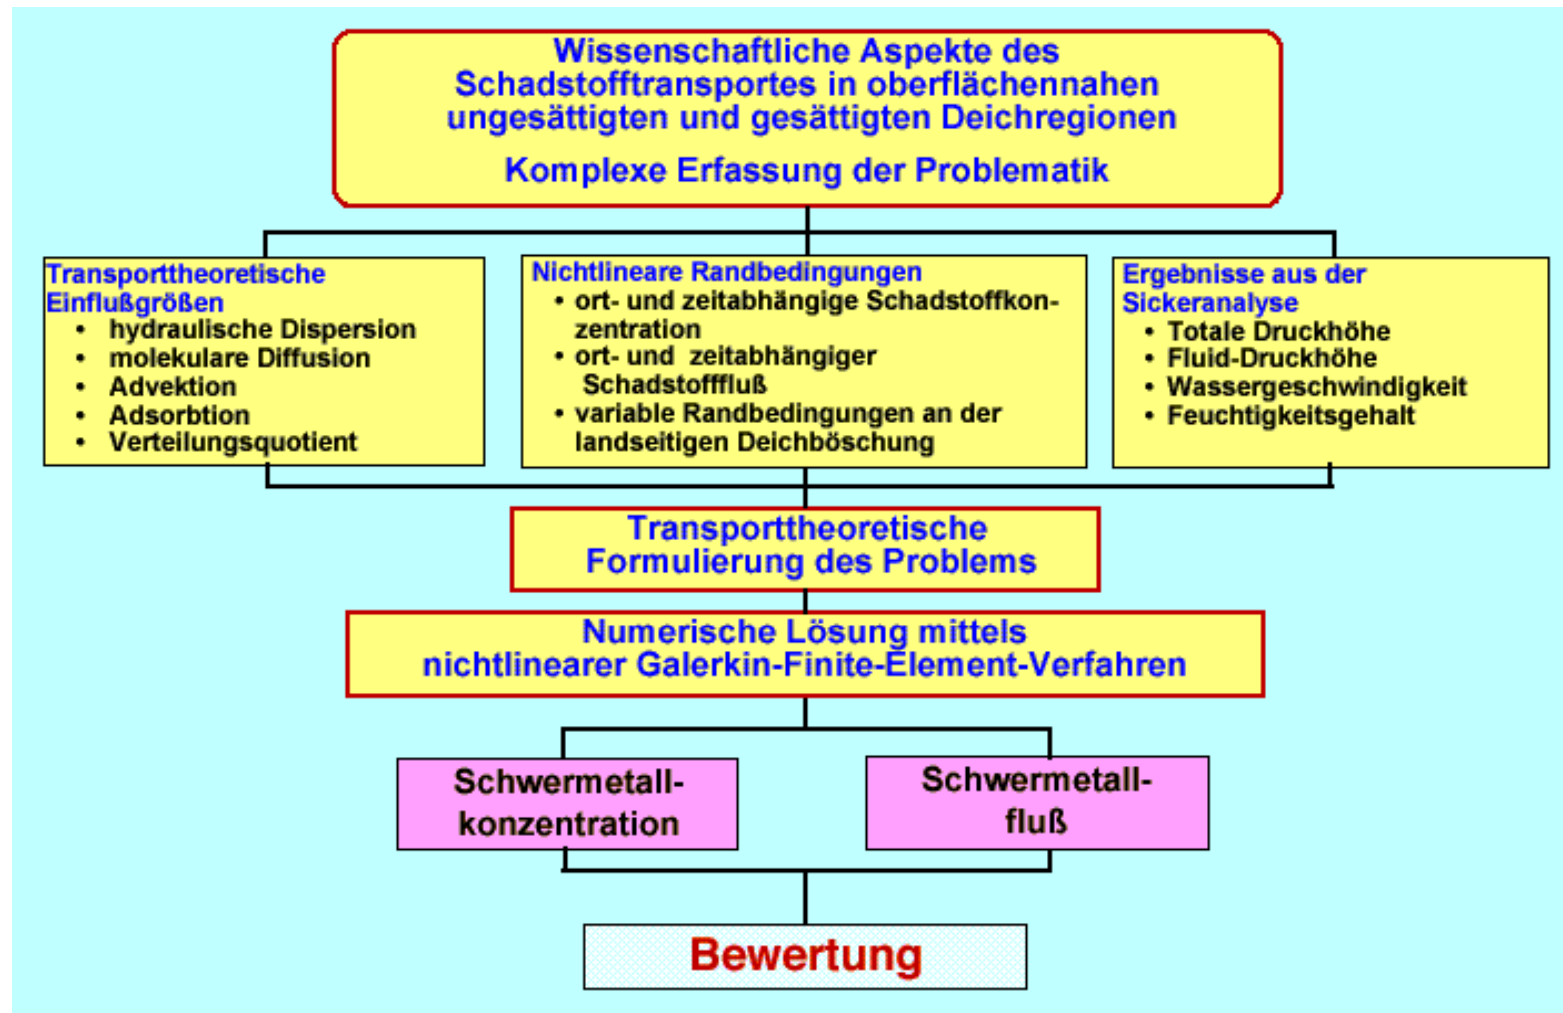 Wissenschaftliche Aspekte des
Schadstofftransportes in oberflächennahen
ungesättigten und gesättigten Deichregionen
Komplexe Erfassung der Problematik
Transporttheoretische
Einflußgrößen
• hydraulische Dispersion
• molekulare Diffusion
• Advektion
• Adsorbtion
• Verteilungsquotient
Nichtlineare Randbedingungen
• ort- und zeitabhängige Schadstoffkon-
zentration
• ort- und zeitabhängiger
Schadstofffluß
• variable Randbedingungen an der
landseitigen Deichböschung
Ergebnisse aus der
Sickeranalyse
• Totale Druckhöhe
• Fluid-Druckhöhe
• Wassergeschwindigkeit
• Feuchtigkeitsgehalt
Transporttheoretische
Formulierung des Problems
Numerische Lösung mittels
nichtlinearer Galerkin-Finite-Element-Verfahren
Schwermetall-
konzentration
Schwermetall-
fluß
Bewertung